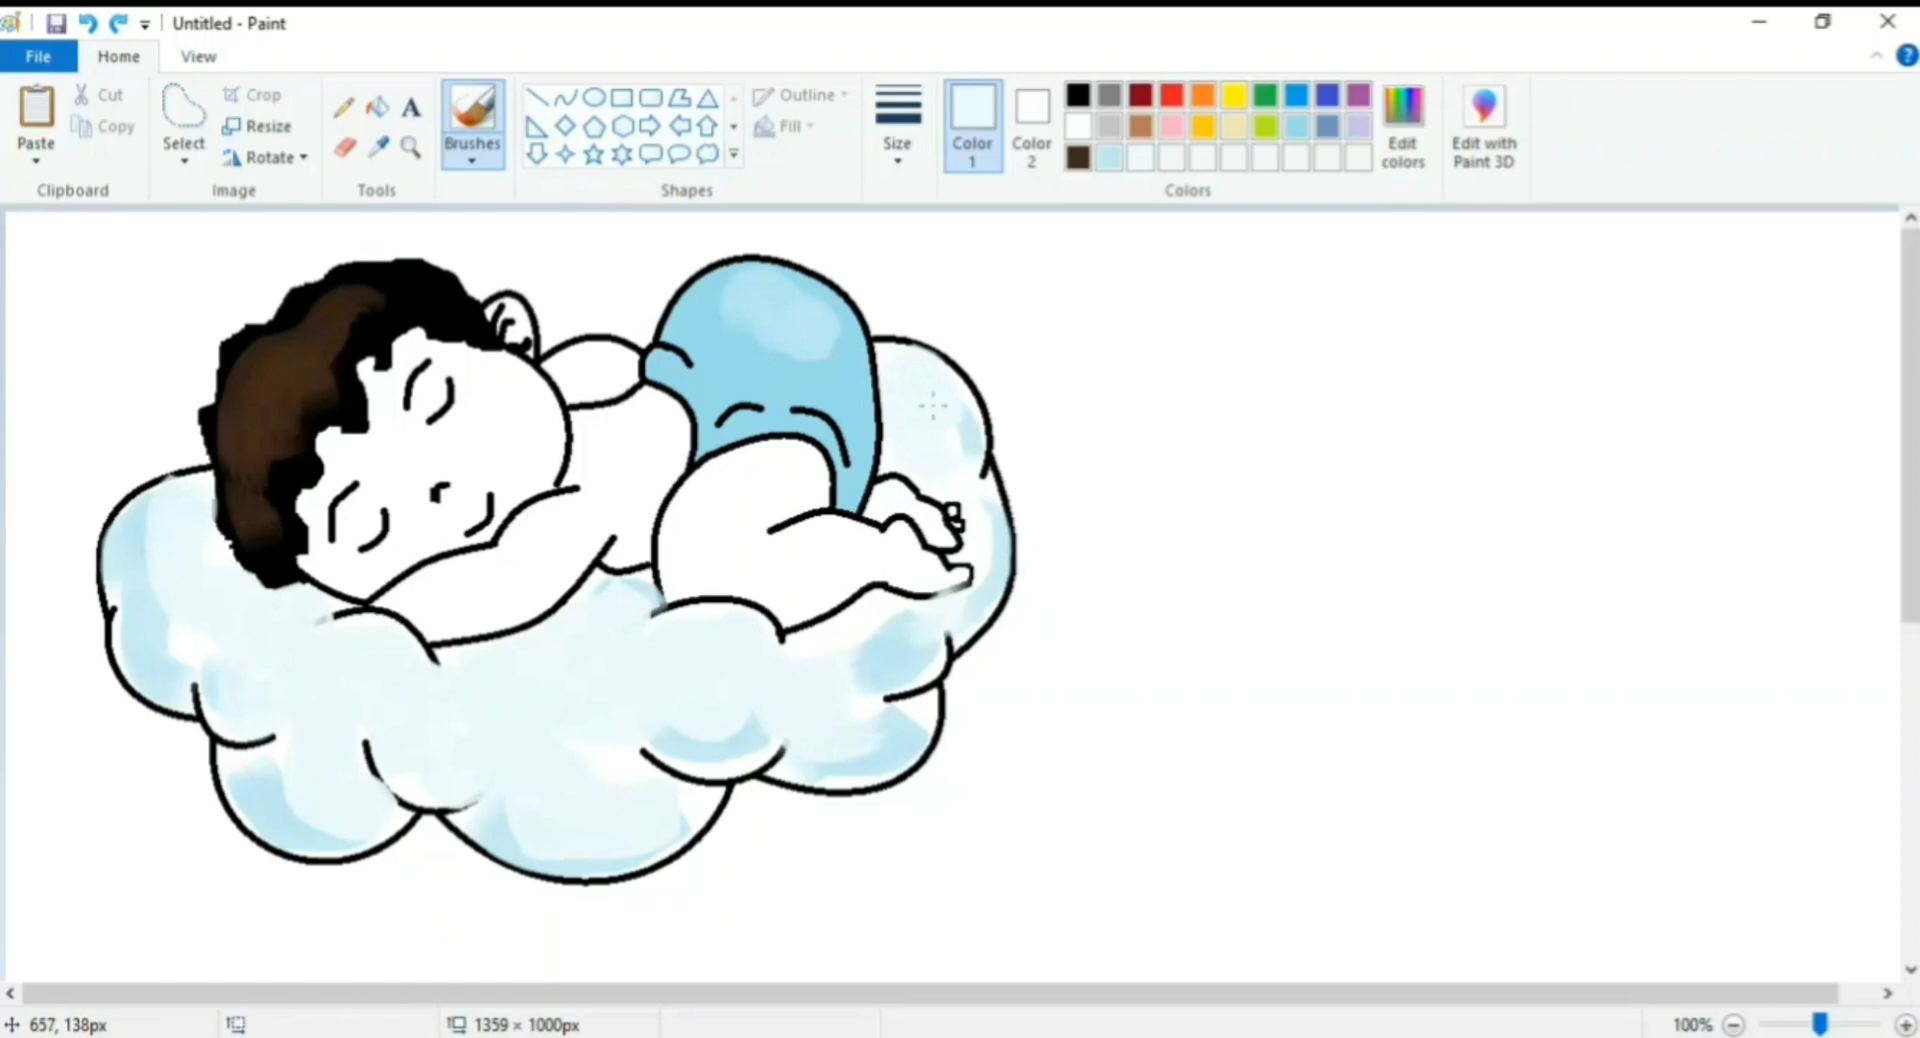 Untitled - Paint
File
Home
View
Paste
Cut
Copy
Clipboard
Select
Crop
Resize
Rotate
Image
A
Tools
Brushes
Shapes
Outline
Fill
Size
Color 1
Color 2
Colors
Edit colors
Edit with Paint 3D
?
657, 138px
1359 × 1000px
100%